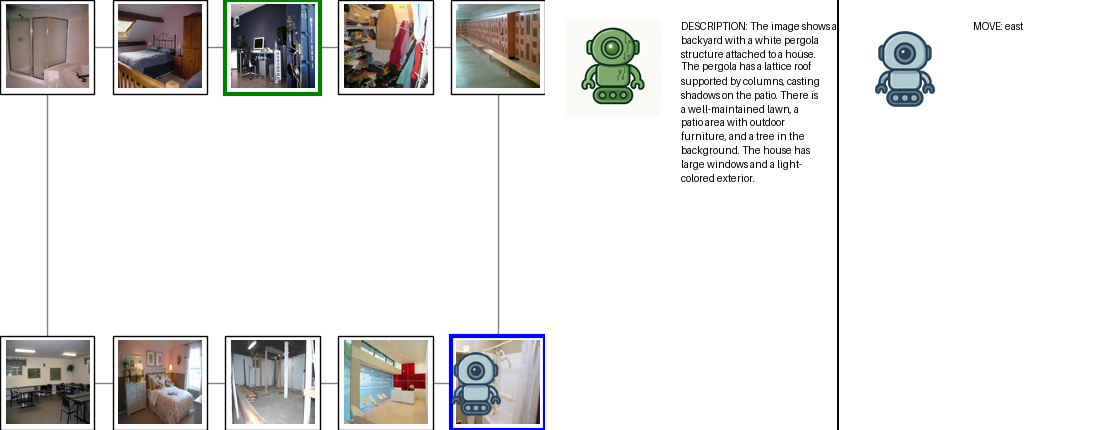 DESCRIPTION: The image shows a
backyard with a white pergola
structure attached to a house.
The pergola has a lattice roof
supported by columns, casting
shadows on the patio. There is
a well-maintained lawn, a
patio area with outdoor
furniture, and a tree in the
background. The house has
large windows and a light-
colored exterior.
MOVE: east